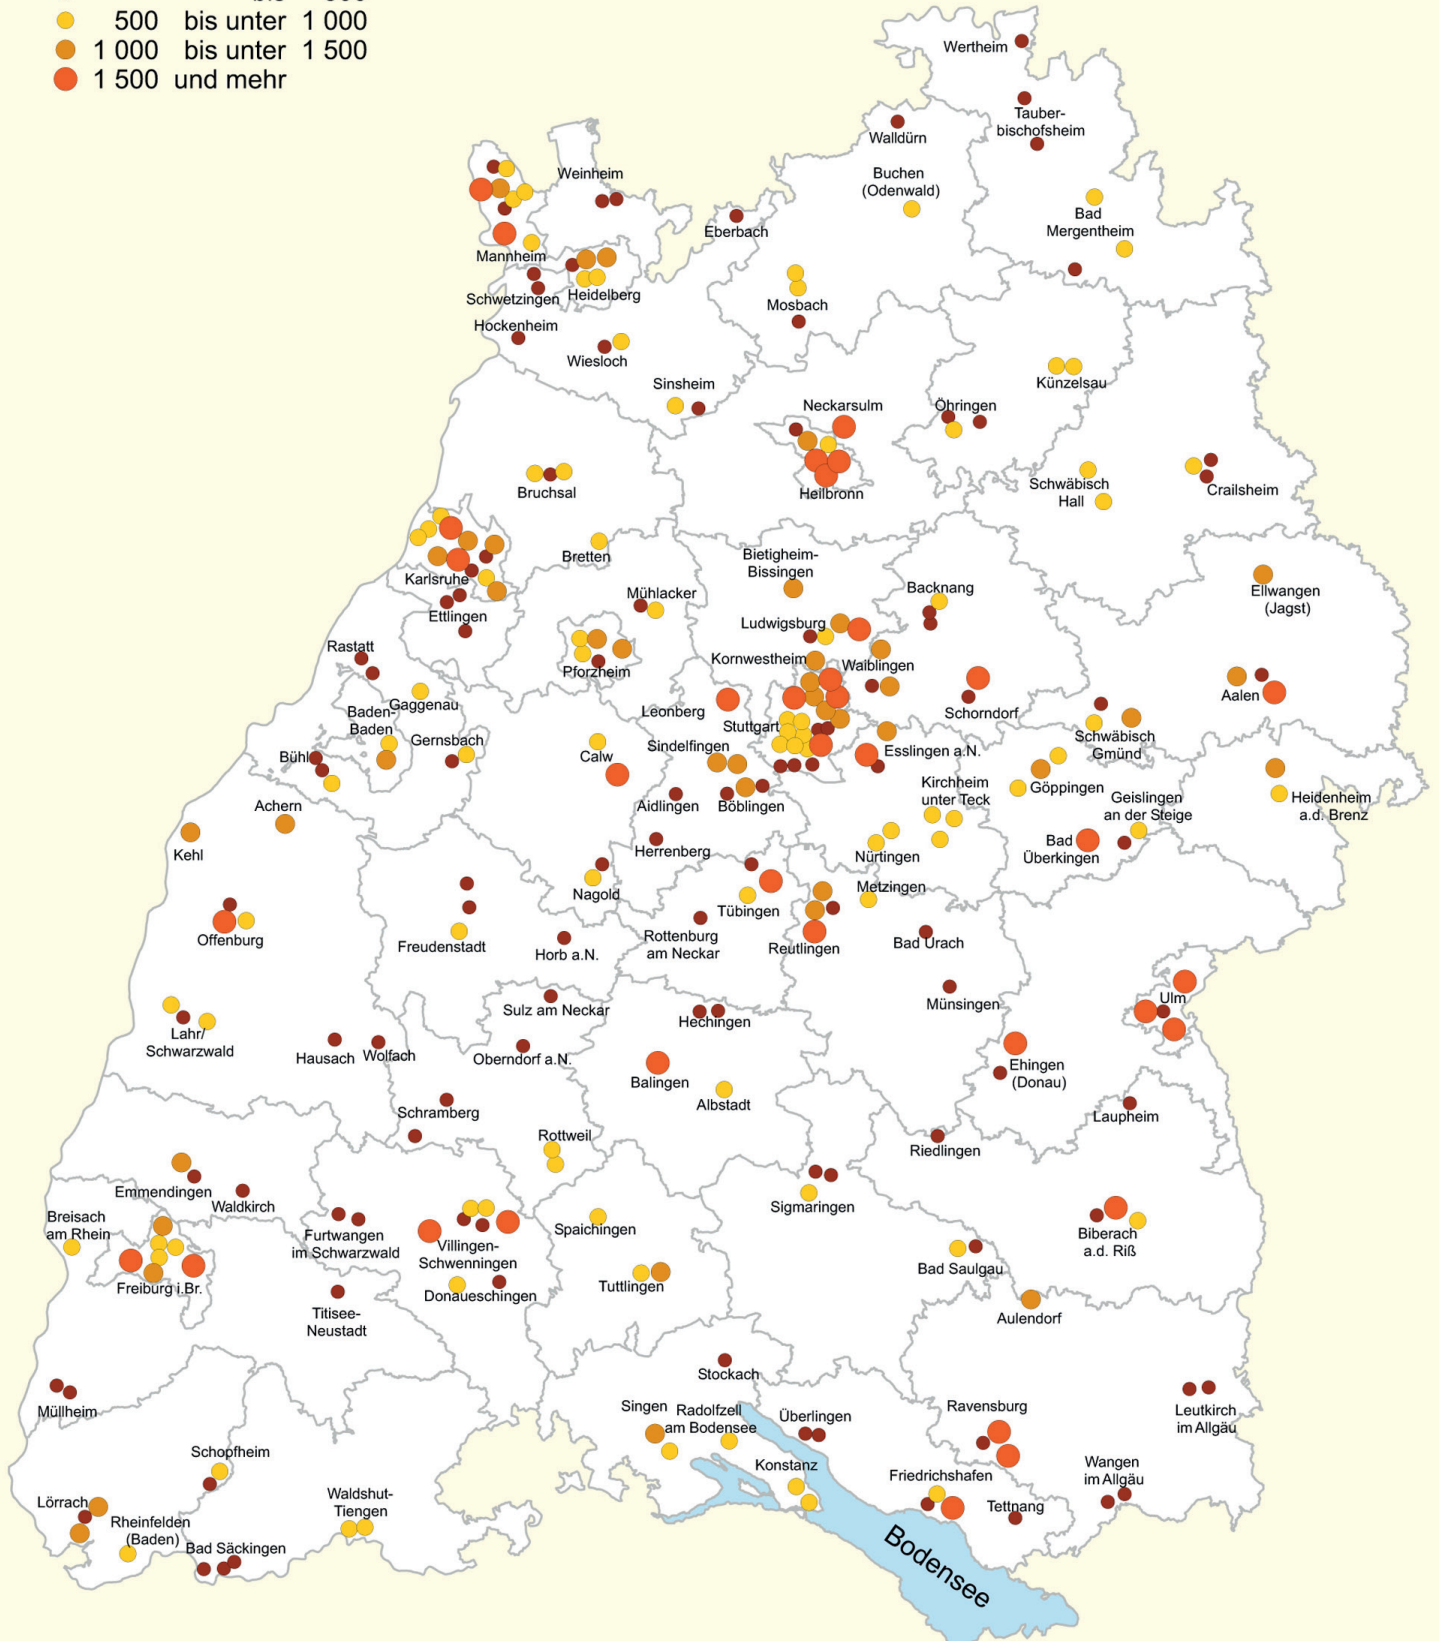 500 bis unter 1 000
1 000 bis unter 1 500
1 500 und mehr
Wertheim
Tauber-
bischofsheim
Walldürn
Buchen
(Odenwald)
Weinheim
Bad
Mergentheim
Eberbach
Mannheim
Schwetzingen
Heidelberg
Mosbach
Hockenheim
Wiesloch
Sinsheim
Künzelsau
Neckarsulm
Öhringen
Bruchsal
Heilbronn
Schwäbisch
Hall
Crailsheim
Bretten
Bietigheim-
Bissingen
Karlsruhe
Ettlingen
Mühlacker
Backnang
Ellwangen
(Jagst)
Ludwigsburg
Rastatt
Pforzheim
Kornwestheim
Waiblingen
Gaggenau
Baden-
Baden
Leonberg
Schorndorf
Aalen
Stuttgart
Gernsbach
Sindelfingen
Schwäbisch
Gmünd
Bühl
Calw
Esslingen a.N.
Kirchheim
unter Teck
Göppingen
Geislingen
an der Steige
Heidenheim
a.d. Brenz
Achern
Aidlingen
Böblingen
Kehl
Herrenberg
Nürtingen
Bad
Überkingen
Nagold
Metzingen
Tübingen
Offenburg
Freudenstadt
Horb a.N.
Rottenburg
am Neckar
Reutlingen
Bad Urach
Münsingen
Ulm
Sulz am Neckar
Hechingen
Lahr/
Schwarzwald
Hausach
Wolfach
Oberndorf a.N.
Balingen
Ehingen
(Donau)
Albstadt
Schramberg
Laupheim
Rottweil
Riedlingen
Emmendingen
Waldkirch
Sigmaringen
Breisach
am Rhein
Furtwangen
im Schwarzwald
Villingen-
Schwenningen
Spaichingen
Biberach
a.d. Riß
Freiburg i.Br.
Donaueschingen
Tuttlingen
Bad Saulgau
Titisee-
Neustadt
Aulendorf
Stockach
Müllheim
Singen
Radolfzell
am Bodensee
Überlingen
Ravensburg
Leutkirch
im Allgäu
Schopfheim
Konstanz
Friedrichshafen
Wangen
im Allgäu
Lörrach
Rheinfelden
(Baden)
Waldshut-
Tiengen
Tettnang
Bad Säckingen
Bodensee